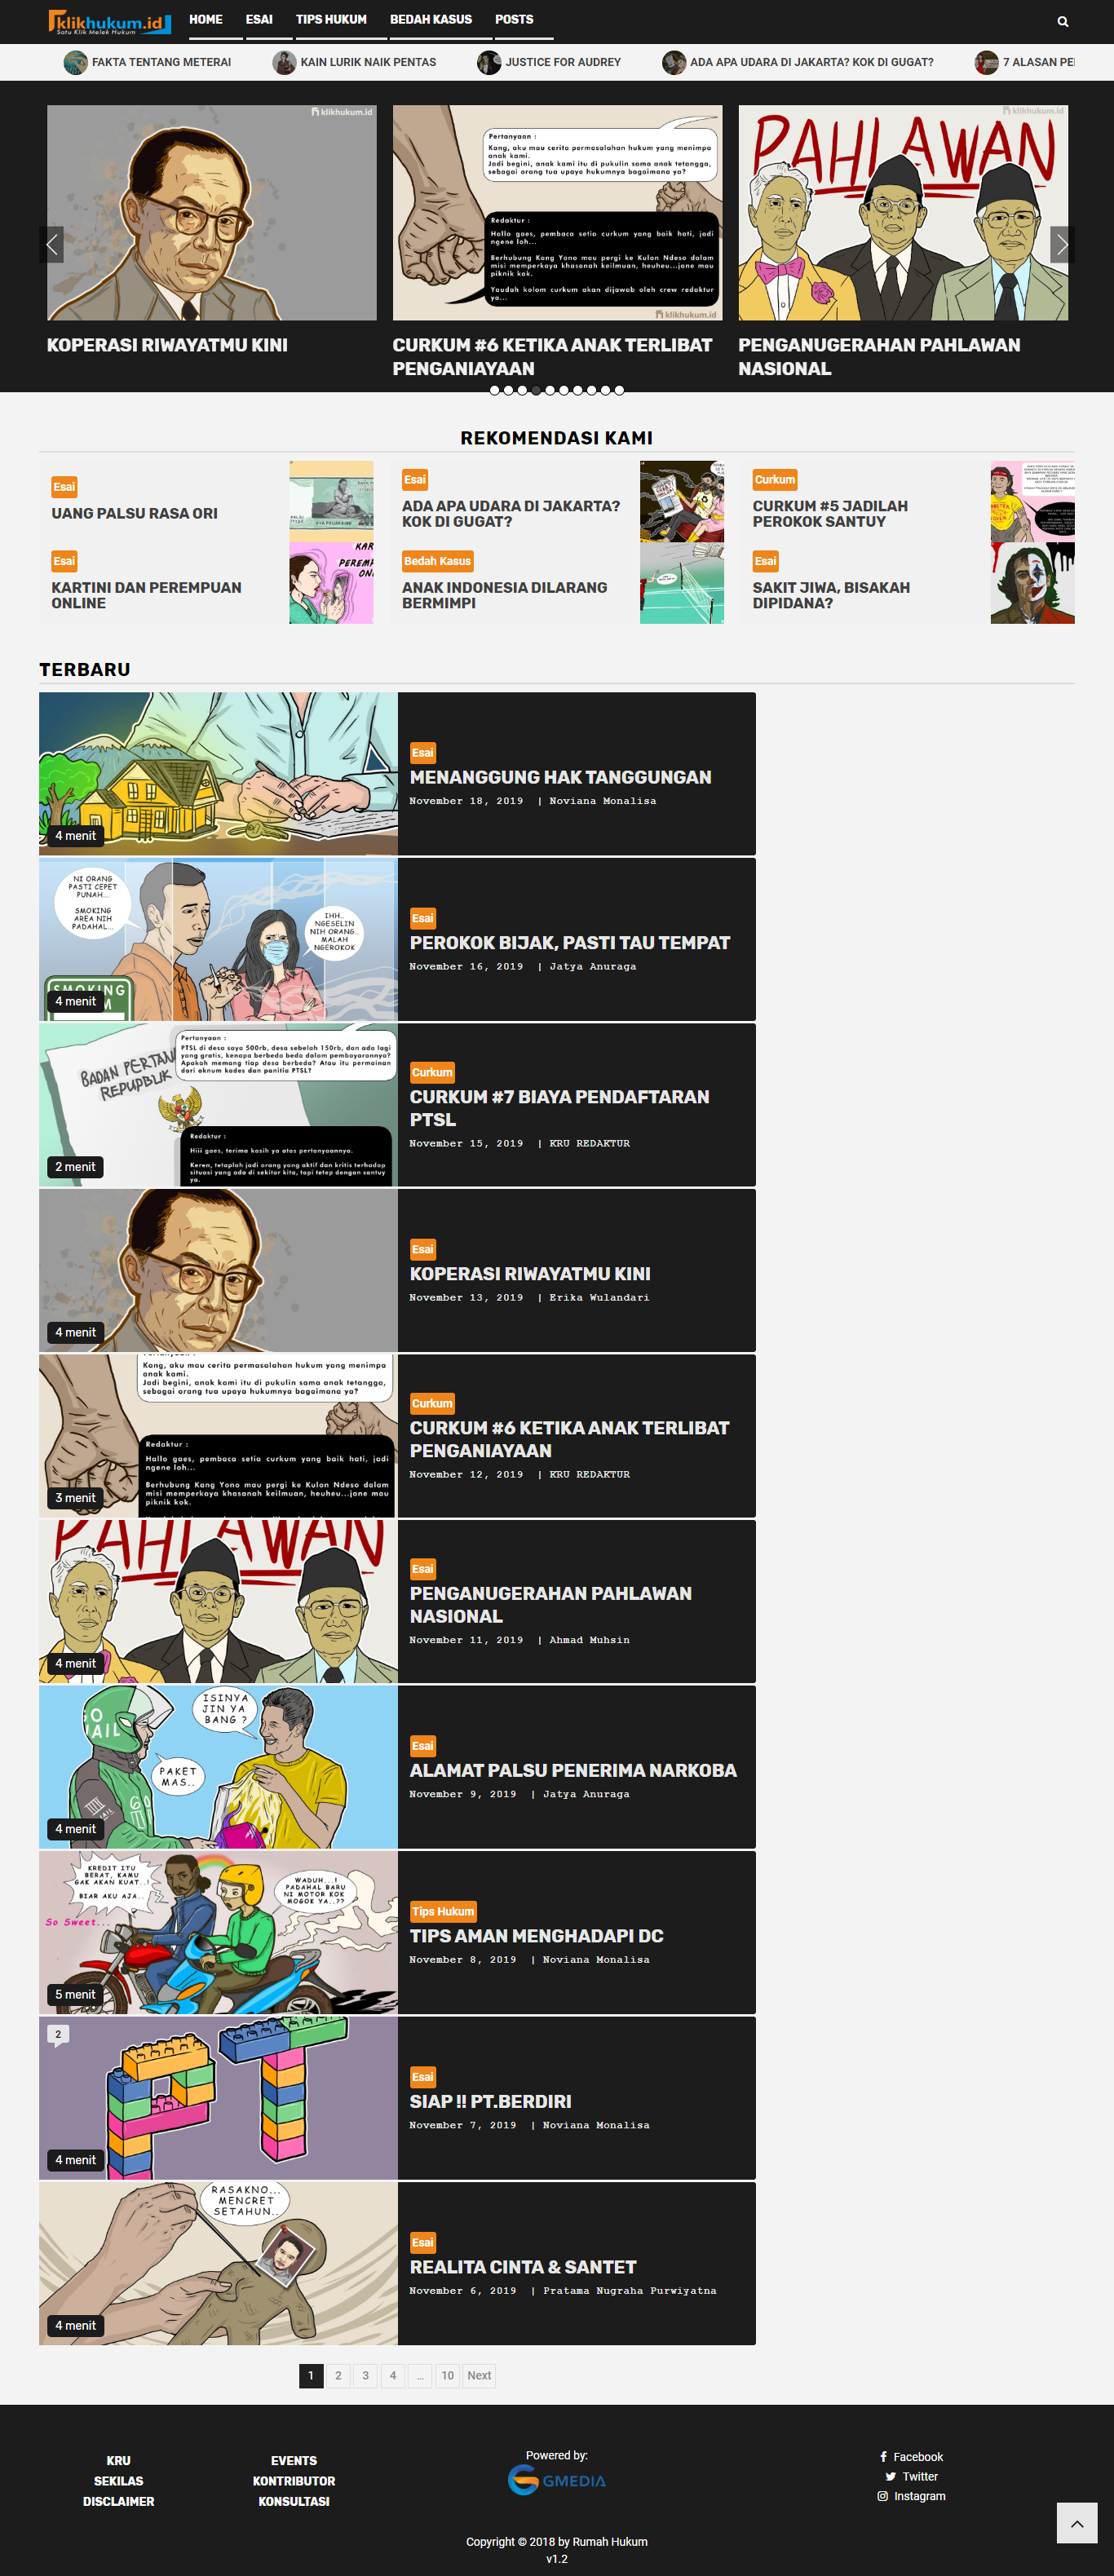 klikhukum.id
Satu Klik Melek Hukum
HOME ESAI TIPS HUKUM BEDAH KASUS POSTS
FAKTA TENTANG METERAI KAIN LURIK NAIK PENTAS JUSTICE FOR AUDREY ADA APA UDARA DI JAKARTA? KOK DI GUGAT? 7 ALASAN
klikhukum.id
KOPERASI RIWAYATMU KINI
Pertanyaan :
Kang, aku mau cerita permasalahan hukum yang menimpa
anak kami.
Jadi begini, anak kami itu di pukulin sama anak tetangga,
sebagai orang tua upaya hukumnya bagaimana ya?
Redaktur :
Hallo gaes, pembaca setia curkum yang baik hati, jadi
ngene loh...
Berhubung Kang Yono mau pergi ke Kulon Ndeso dalam
misi memperkaya khasanah keilmuan, heuheu...jane mau
piknik kok.
Yaudah kolom curkum akan dijawab oleh crew redaktur
ya...
klikhukum.id
CURKUM #6 KETIKA ANAK TERLIBAT
PENGANIAYAAN
klikhukum.id
PAHLAWAN
PENGANUGERAHAN PAHLAWAN
NASIONAL
REKOMENDASI KAMI
Esai
UANG PALSU RASA ORI
Esai
ADA APA UDARA DI JAKARTA?
KOK DI GUGAT?
Curkum
CURKUM #5 JADILAH
PEROKOK SANTUY
Esai
KARTINI DAN PEREMPUAN
ONLINE
Bedah Kasus
ANAK INDONESIA DILARANG
BERMIMPI
Esai
SAKIT JIWA, BISAKAH
DIPIDANA?
TERBARU
4 menit
Esai
MENANGGUNG HAK TANGGUNGAN
November 18, 2019 | Noviana Monalisa
NI ORANG
PASTI CEPET
PUNAH...
SMOKING
AREA NIH
PADAHAL...
IHH..
NGESELIN
NIH ORANG..
MALAH
NGEROKOK
SMOKING
4 menit
Esai
PEROKOK BIJAK, PASTI TAU TEMPAT
November 16, 2019 | Jatya Anuraga
Pertanyaan :
PTSL di desa saya 500rb, desa sebelah 150rb, dan ada lagi
yang gratis, kenapa berbeda beda dalam pembayarannya?
Apakah memang tiap desa berbeda? Atau itu permainan
dari oknum kades dan panitia PTSL?
BADAN PERTANA
REPUPBLIK
Redaktur :
Hiii gaes, terima kasih ya atas pertanyaannya.
Keren, tetaplah jadi orang yang aktif dan kritis terhadap
situasi yang ada di sekitar kita, tapi tetep dengan santuy
ya.
2 menit
Curkum
CURKUM #7 BIAYA PENDAFTARAN
PTSL
November 15, 2019 | KRU REDAKTUR
4 menit
Esai
KOPERASI RIWAYATMU KINI
November 13, 2019 | Erika Wulandari
Kang, aku mau cerita permasalahan hukum yang menimpa
anak kami.
Jadi begini, anak kami itu di pukulin sama anak tetangga,
sebagai orang tua upaya hukumnya bagaimana ya?
Redaktur :
Hallo gaes, pembaca setia curkum yang baik hati, jadi
ngene loh...
Berhubung Kang Yono mau pergi ke Kulon Ndeso dalam
misi memperkaya khasanah keilmuan, heuheu...jane mau
piknik kok.
3 menit
Curkum
CURKUM #6 KETIKA ANAK TERLIBAT
PENGANIAYAAN
November 12, 2019 | KRU REDAKTUR
PAHLAWAN
4 menit
Esai
PENGANUGERAHAN PAHLAWAN
NASIONAL
November 11, 2019 | Ahmad Muhsin
ISINYA
JIN YA
BANG ?
PAKET
MAS..
4 menit
Esai
ALAMAT PALSU PENERIMA NARKOBA
November 9, 2019 | Jatya Anuraga
KREDIT ITU
BERAT, KAMU
GAK AKAN KUAT..!
BIAR AKU AJA..
WADUH...!
PADAHAL BARU
NI MOTOR KOK
MOGOK YA..??
So Sweet...
5 menit
Tips Hukum
TIPS AMAN MENGHADAPI DC
November 8, 2019 | Noviana Monalisa
2
PT
4 menit
Esai
SIAP !! PT.BERDIRI
November 7, 2019 | Noviana Monalisa
RASAKNO...
MENCRET
SETAHUN..
4 menit
Esai
REALITA CINTA & SANTET
November 6, 2019 | Pratama Nugraha Purwiyatna
1 2 3 4 … 10 Next
KRU
SEKILAS
DISCLAIMER
EVENTS
KONTRIBUTOR
KONSULTASI
Powered by:
GMEDIA
Facebook
Twitter
Instagram
Copyright © 2018 by Rumah Hukum
v1.2